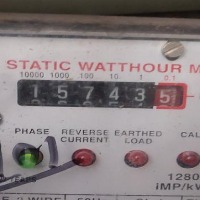 STATIC WATTHOUR M
10000 1000 100 10 1 0.1
1 5 7 4 3 5
PHASE REVERSE CURRENT EARTHED LOAD CAL
1280
iMP/k